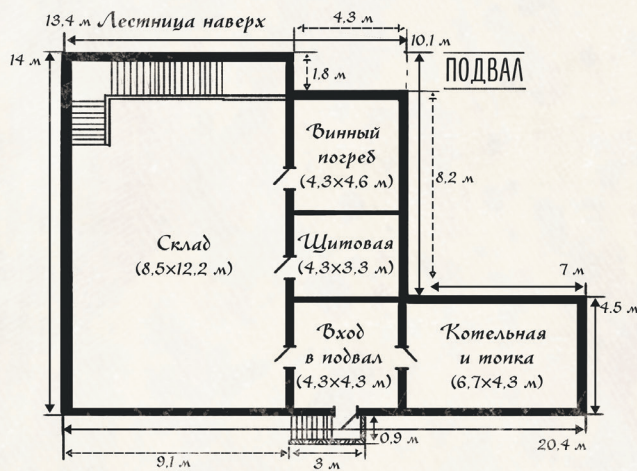 13,4 м Лестница наверх
4,3 м
10,1 м
14 м
1,8 м
ПОДВАЛ
Винный
погреб
(4,3×4,6 м)
8,2 м
Склад
(8,5×12,2 м)
Щитовая
(4,3×3,3 м)
7 м
4.5 м
Вход
в подвал
(4,3×4,3 м)
Котельная
и топка
(6,7×4,3 м)
0,9 м
20,4 м
9,1 м
3 м